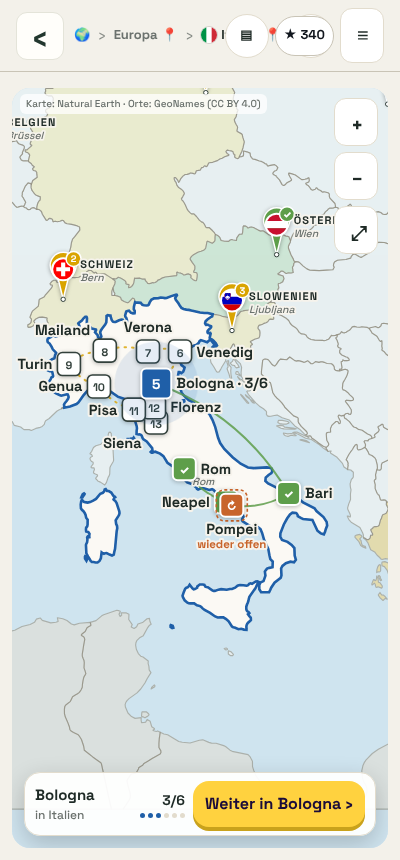 < > Europa > ★ 340 ≡
Karte: Natural Earth · Orte: GeoNames (CC BY 4.0)
+
ELGIEN
Brüssel
−
ÖSTERR
Wien
2
SCHWEIZ
Bern
3
SLOWENIEN
Ljubljana
Mailand
Verona
8
7
6
Venedig
Turin
9
Genua
10
5
Bologna · 3/6
Pisa
11
12
Florenz
13
Siena
Rom
Rom
Neapel
Bari
Pompei
wieder offen
Bologna
3/6
in Italien
Weiter in Bologna >